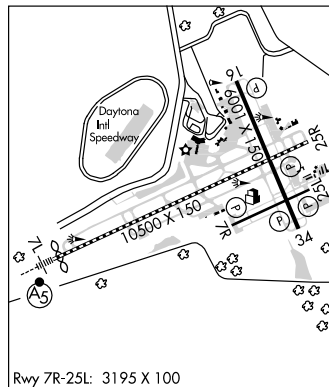 16
Daytona
Intl
Speedway
P
6001 X 150
25R
P
P
25L
P
P
10500 X 150
7L
7R
34
A5
Rwy 7R-25L: 3195 X 100